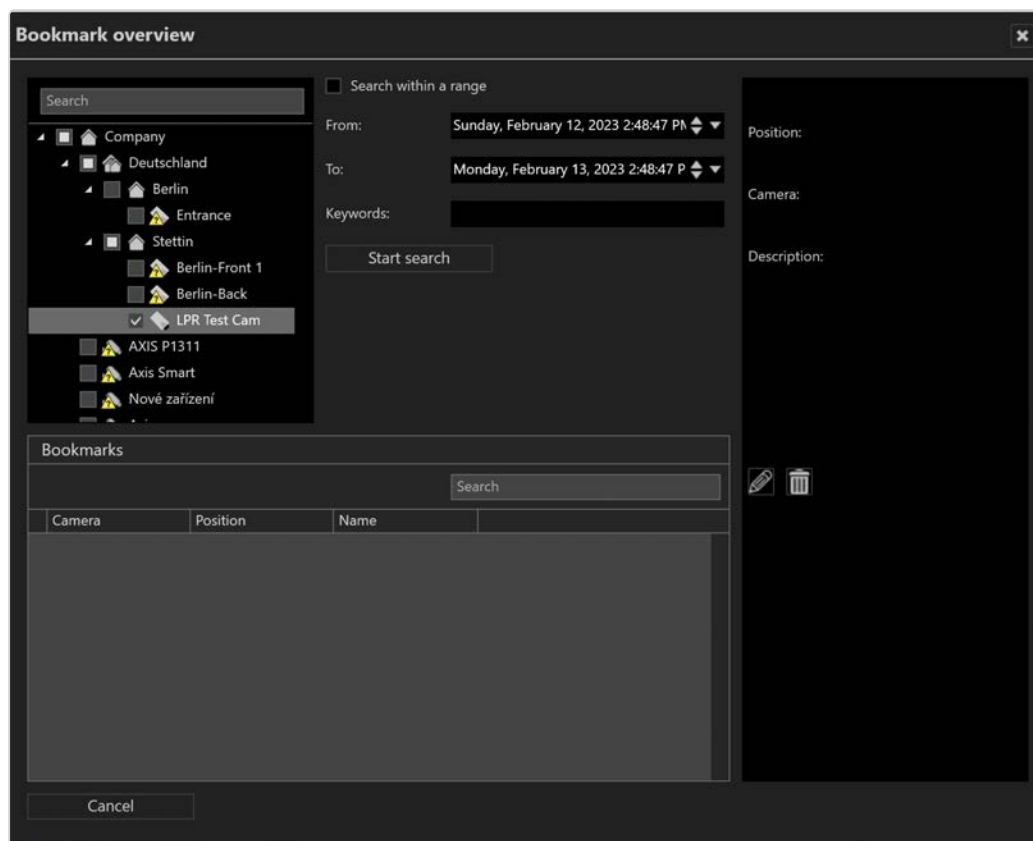 Bookmark overview
Search
Company
Deutschland
Berlin
Entrance
Stettin
Berlin-Front 1
Berlin-Back
LPR Test Cam
AXIS P1311
Axis Smart
Nové zařízení
Search within a range
From: Sunday, February 12, 2023 2:48:47 PM
To: Monday, February 13, 2023 2:48:47 P
Keywords:
Start search
Position:
Camera:
Description:
Bookmarks
Search
Camera Position Name
Cancel